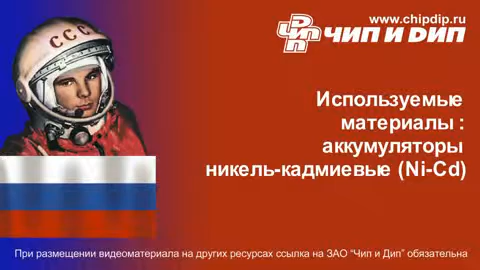 www.chipdip.ru
ЧИП И ДИП
СССР
Используемые
материалы :
аккумуляторы
никель-кадмиевые (Ni-Cd)
При размещении видеоматериала на других ресурсах ссылка на ЗАО “Чип и Дип” обязательна